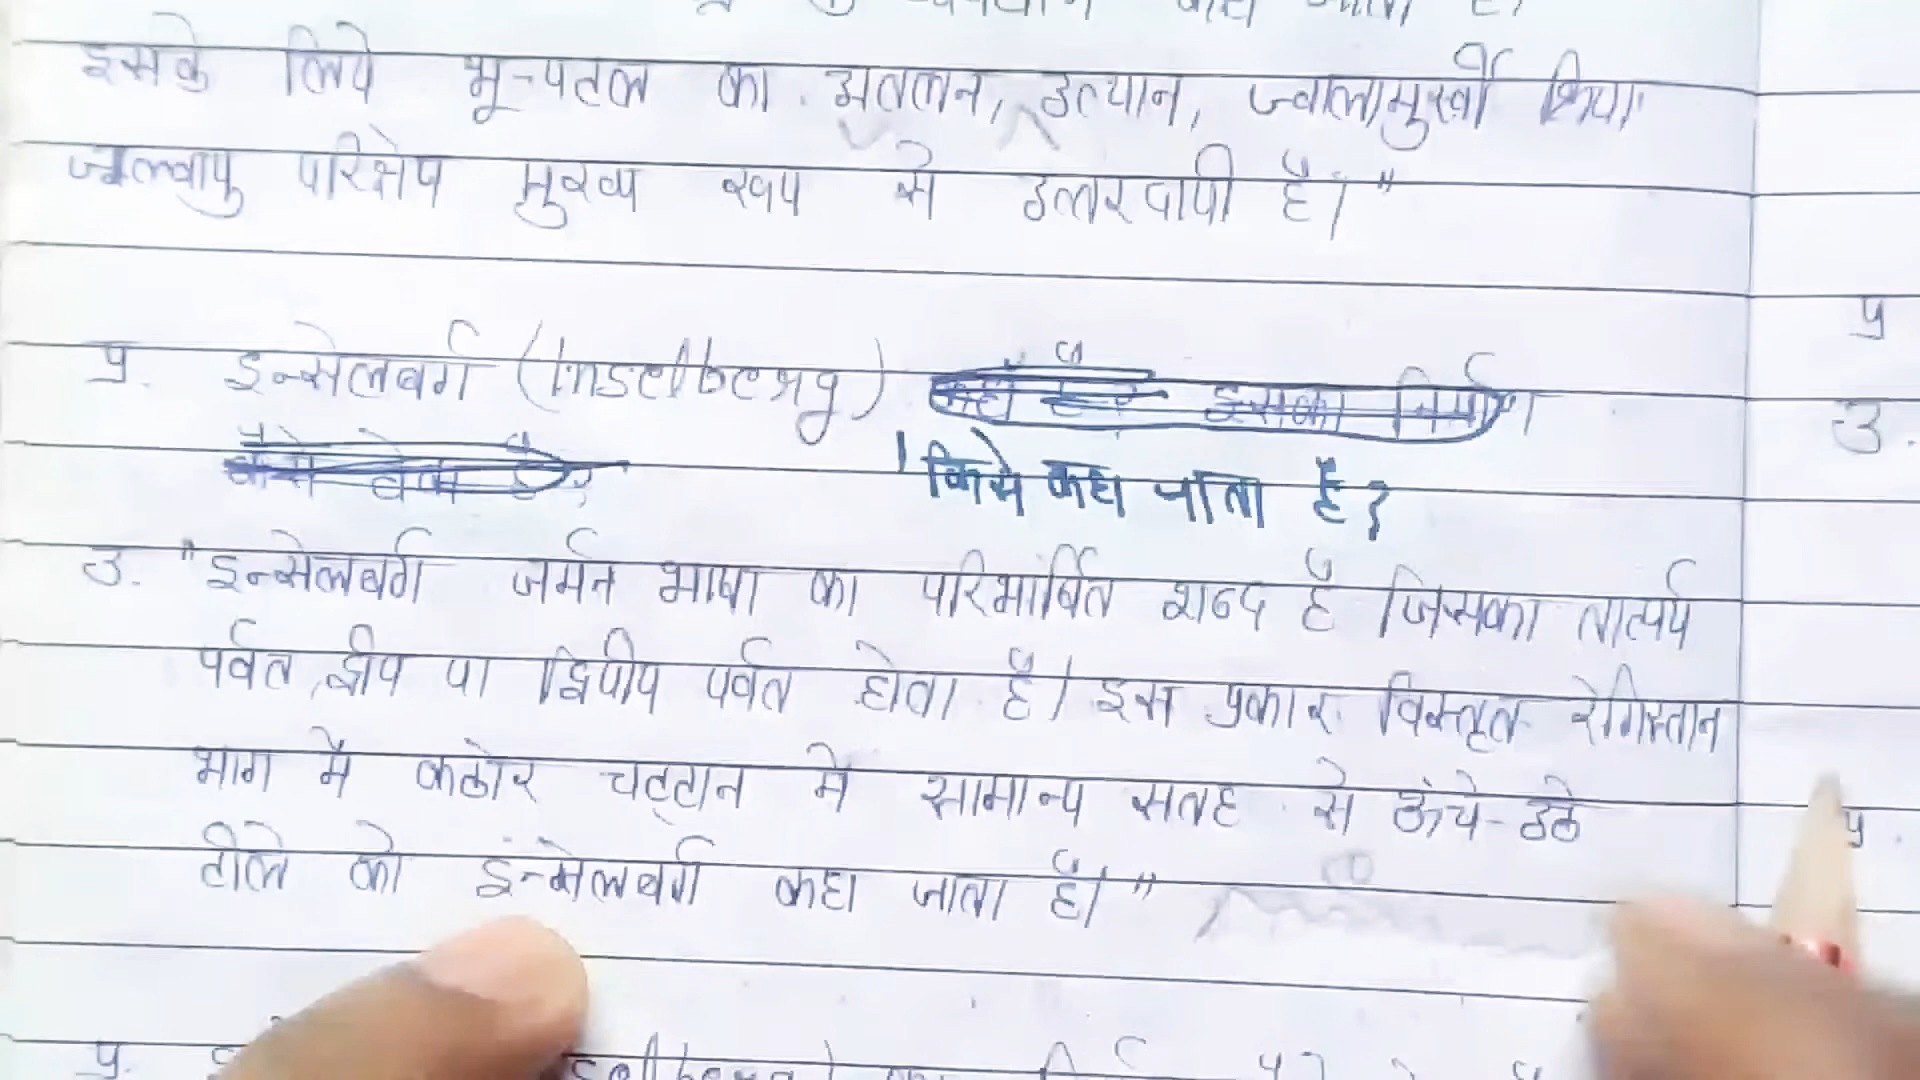 कहा जाता है।
इसके लिये भू-पटल का अवतलन, उत्थान, ज्वालामुखी क्रिया
जलवायु परिक्षेप मुख्य रूप से उत्तरदायी है।"
प्र. इन्सेलबर्ग (Inselberg)
किसे कहा जाता है?
उ. "इन्सेलबर्ग जर्मन भाषा का परिभार्षित शब्द है जिसका तात्पर्य
पर्वत द्वीप या द्विपीय पर्वत होता है। इस प्रकार विस्तृत रेगिस्तान
भाग में कठोर चट्टान में सामान्य सतह से ऊंचे-उठे
टीले को इंन्सेलबर्ग कहा जाता है।"
प्र.
प्र
उ.
प्र.